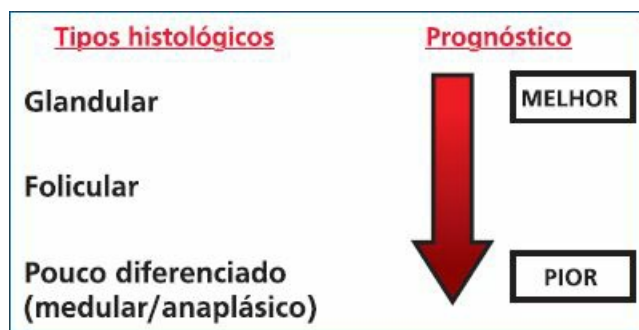 Tipos histológicos Prognóstico
Glandular MELHOR
Folicular
Pouco diferenciado PIOR
(medular/anaplásico)